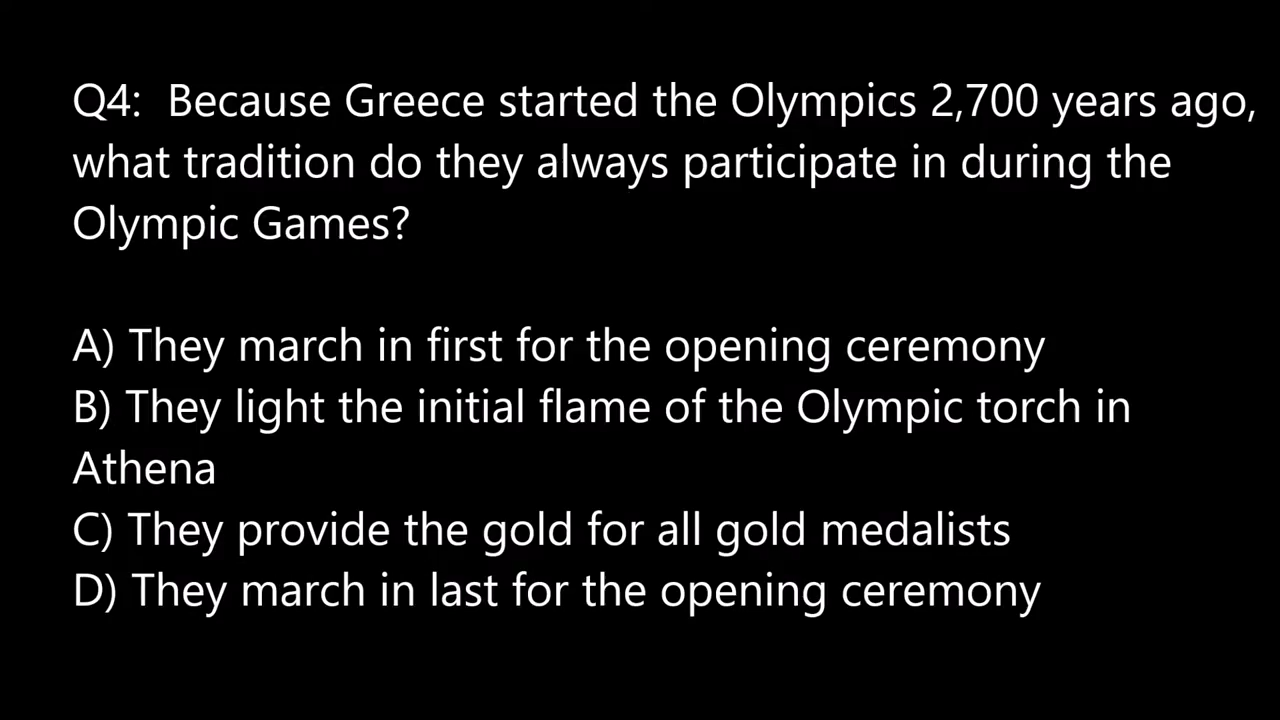 Q4:  Because Greece started the Olympics 2,700 years ago,
what tradition do they always participate in during the
Olympic Games?
A) They march in first for the opening ceremony
B) They light the initial flame of the Olympic torch in
Athena
C) They provide the gold for all gold medalists
D) They march in last for the opening ceremony